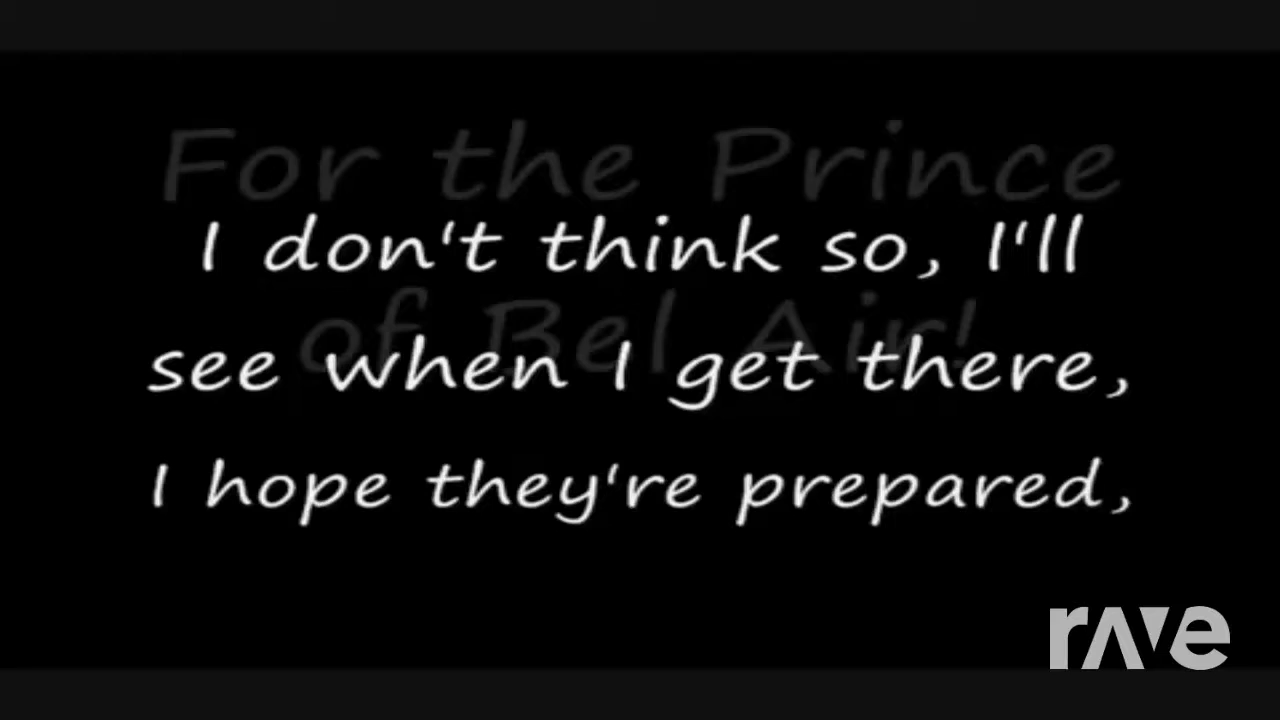 For the Prince
I don't think so, I'll
of Bel Air!
see when I get there,
I hope they're prepared,
rave